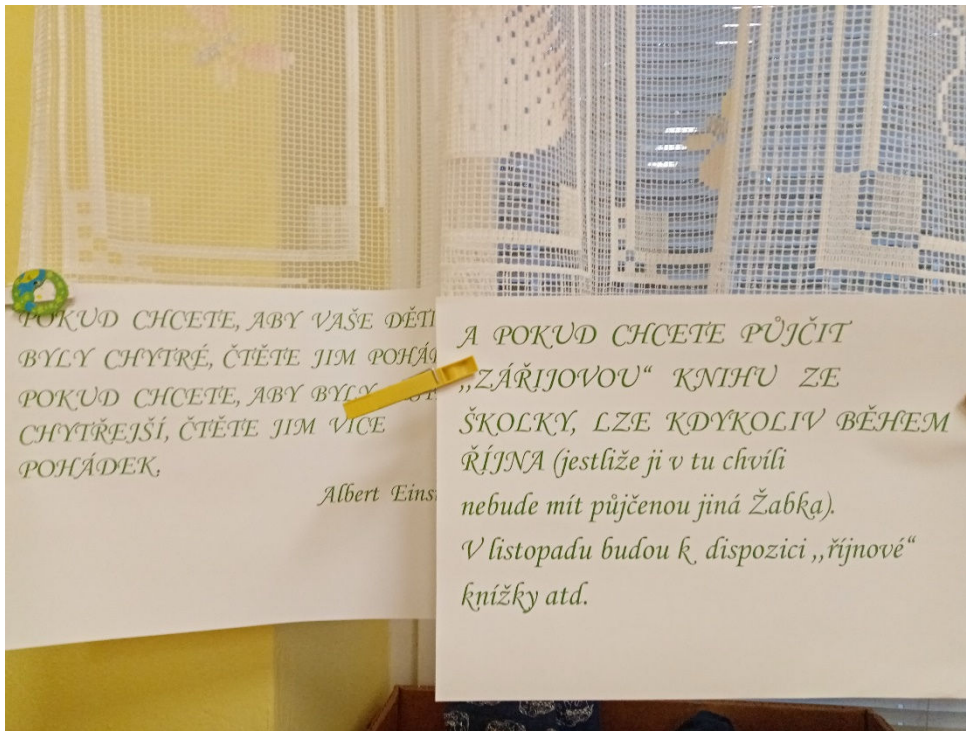 POKUD CHCETE, ABY VAŠE DĚTI
BYLY CHYTRÉ, ČTĚTE JIM
POKUD CHCETE, ABY BYLY
CHYTŘEJŠÍ, ČTĚTE JIM VÍCE
POHÁDEK.
Albert
A POKUD CHCETE PŮJČIT
,,ZÁŘIJOVOU“ KNIHU ZE
ŠKOLKY, LZE KDYKOLIV BĚHEM
ŘÍJNA (jestliže ji v tu chvíli
nebude mít půjčenou jiná Žabka).
V listopadu budou k dispozici ,,říjnové“
knížky atd.